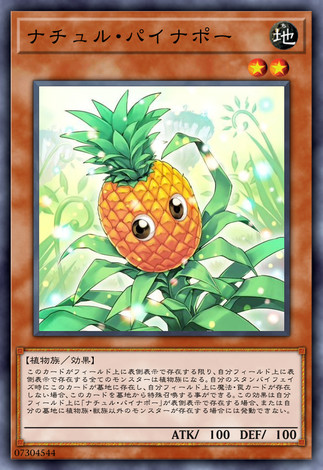 ナチュル・パイナポー
地
【植物族／効果】
このカードがフィールド上に表側表示で存在する限り、自分フィールド上に表
側表示で存在する全てのモンスターは植物族になる。自分のスタンバイフェイ
ズ時にこのカードが墓地に存在し、自分フィールド上に魔法・罠カードが存在
しない場合、このカードを墓地から特殊召喚する事ができる。この効果は自分
フィールド上に「ナチュル・パイナポー」が表側表示で存在する場合、または自
分の墓地に植物族・獣族以外のモンスターが存在する場合には発動できない。
ATK/ 100 DEF/ 100
07304544